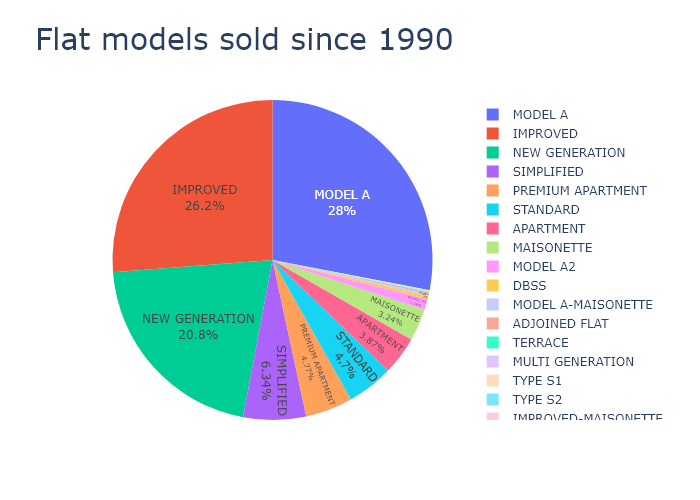 Flat models sold since 1990
IMPROVED
26.2%
MODEL A
28%
NEW GENERATION
20.8%
SIMPLIFIED
6.34%
PREMIUM APARTMENT
4.77%
STANDARD
4.7%
APARTMENT
3.87%
MAISONETTE
3.24%
MODEL A
IMPROVED
NEW GENERATION
SIMPLIFIED
PREMIUM APARTMENT
STANDARD
APARTMENT
MAISONETTE
MODEL A2
DBSS
MODEL A-MAISONETTE
ADJOINED FLAT
TERRACE
MULTI GENERATION
TYPE S1
TYPE S2
IMPROVED-MAISONETTE